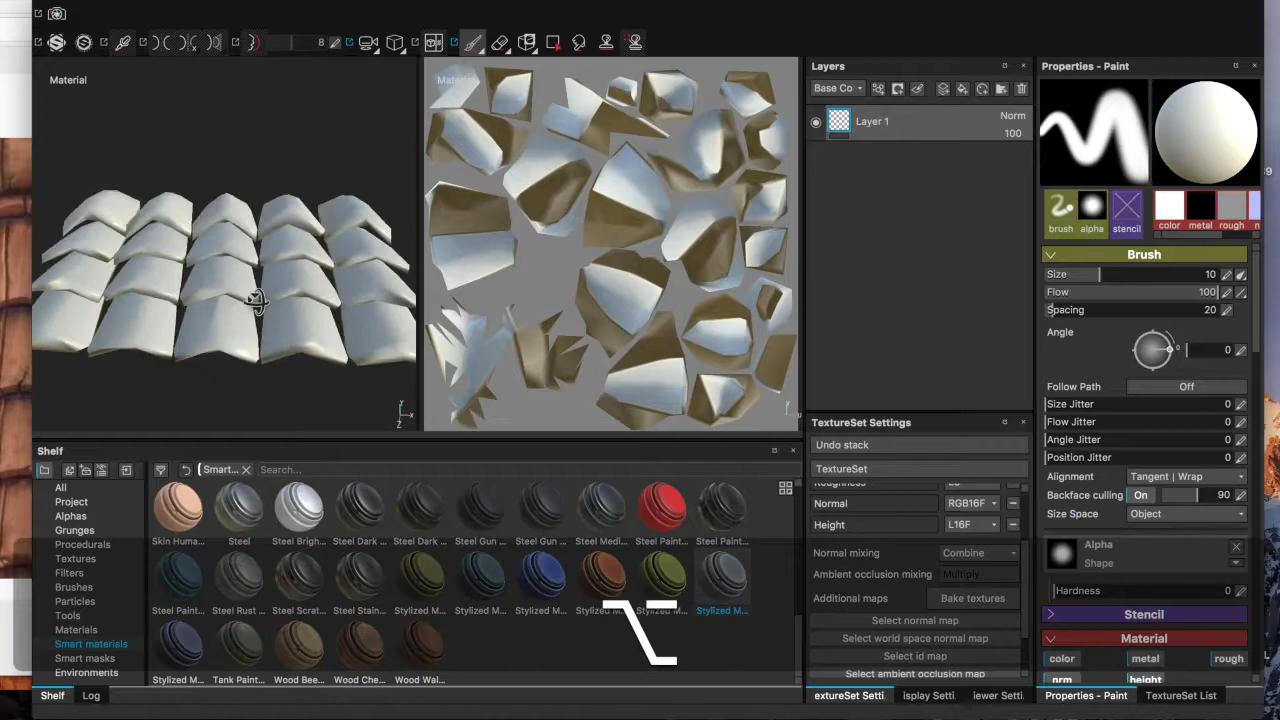 8
Material
Material
Layers
Base Co
Layer 1
Norm
100
Properties - Paint
brush
alpha
stencil
color
metal
rough
Brush
Size
10
Flow
100
Spacing
20
Angle
0
0
Follow Path
Off
Size Jitter
0
Flow Jitter
0
Angle Jitter
0
Position Jitter
0
Alignment
Tangent | Wrap
Backface culling
On
90
Size Space
Object
Alpha
Shape
Hardness
0
Stencil
Material
color
metal
rough
nrm
height
Properties - Paint
TextureSet List
TextureSet Settings
Undo stack
TextureSet
Roughness
L8
Normal
RGB16F
Height
L16F
Normal mixing
Combine
Ambient occlusion mixing
Multiply
Additional maps
Bake textures
Select normal map
Select world space normal map
Select id map
Select ambient occlusion map
extureSet Setti..
isplay Setti..
iewer Setti..
Shelf
Smart...
Search...
All
Project
Alphas
Grunges
Procedurals
Textures
Filters
Brushes
Particles
Tools
Materials
Smart materials
Smart masks
Environments
Skin Huma...
Steel
Steel Brigh...
Steel Dark ...
Steel Dark ...
Steel Gun ...
Steel Gun ...
Steel Medi...
Steel Paint...
Steel Paint...
Steel Paint...
Steel Rust ...
Steel Scrat...
Steel Stain...
Stylized M...
Stylized M...
Stylized M...
Stylized M...
Stylized M...
Stylized M...
Stylized M...
Tank Paint...
Wood Bee...
Wood Che...
Wood Wal...
Shelf
Log